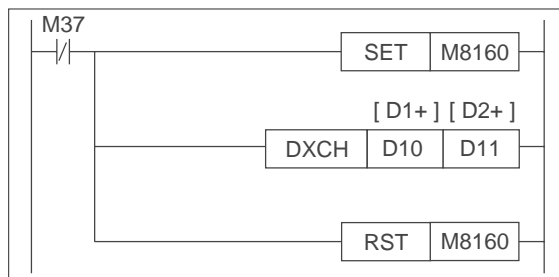 M37
SET M8160
[ D1+ ] [ D2+ ]
DXCH D10 D11
RST M8160